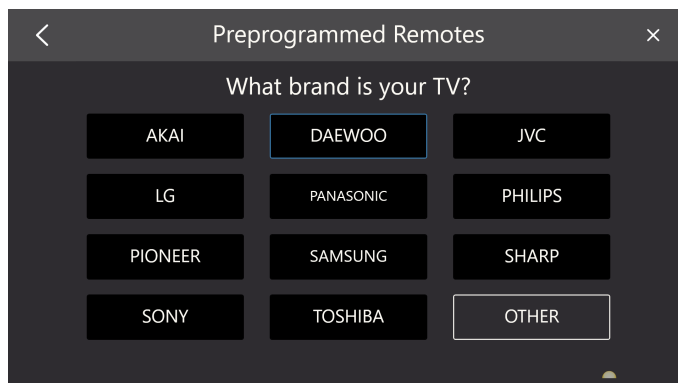 Preprogrammed Remotes
What brand is your TV?
AKAI DAEWOO JVC
LG PANASONIC PHILIPS
PIONEER SAMSUNG SHARP
SONY TOSHIBA OTHER